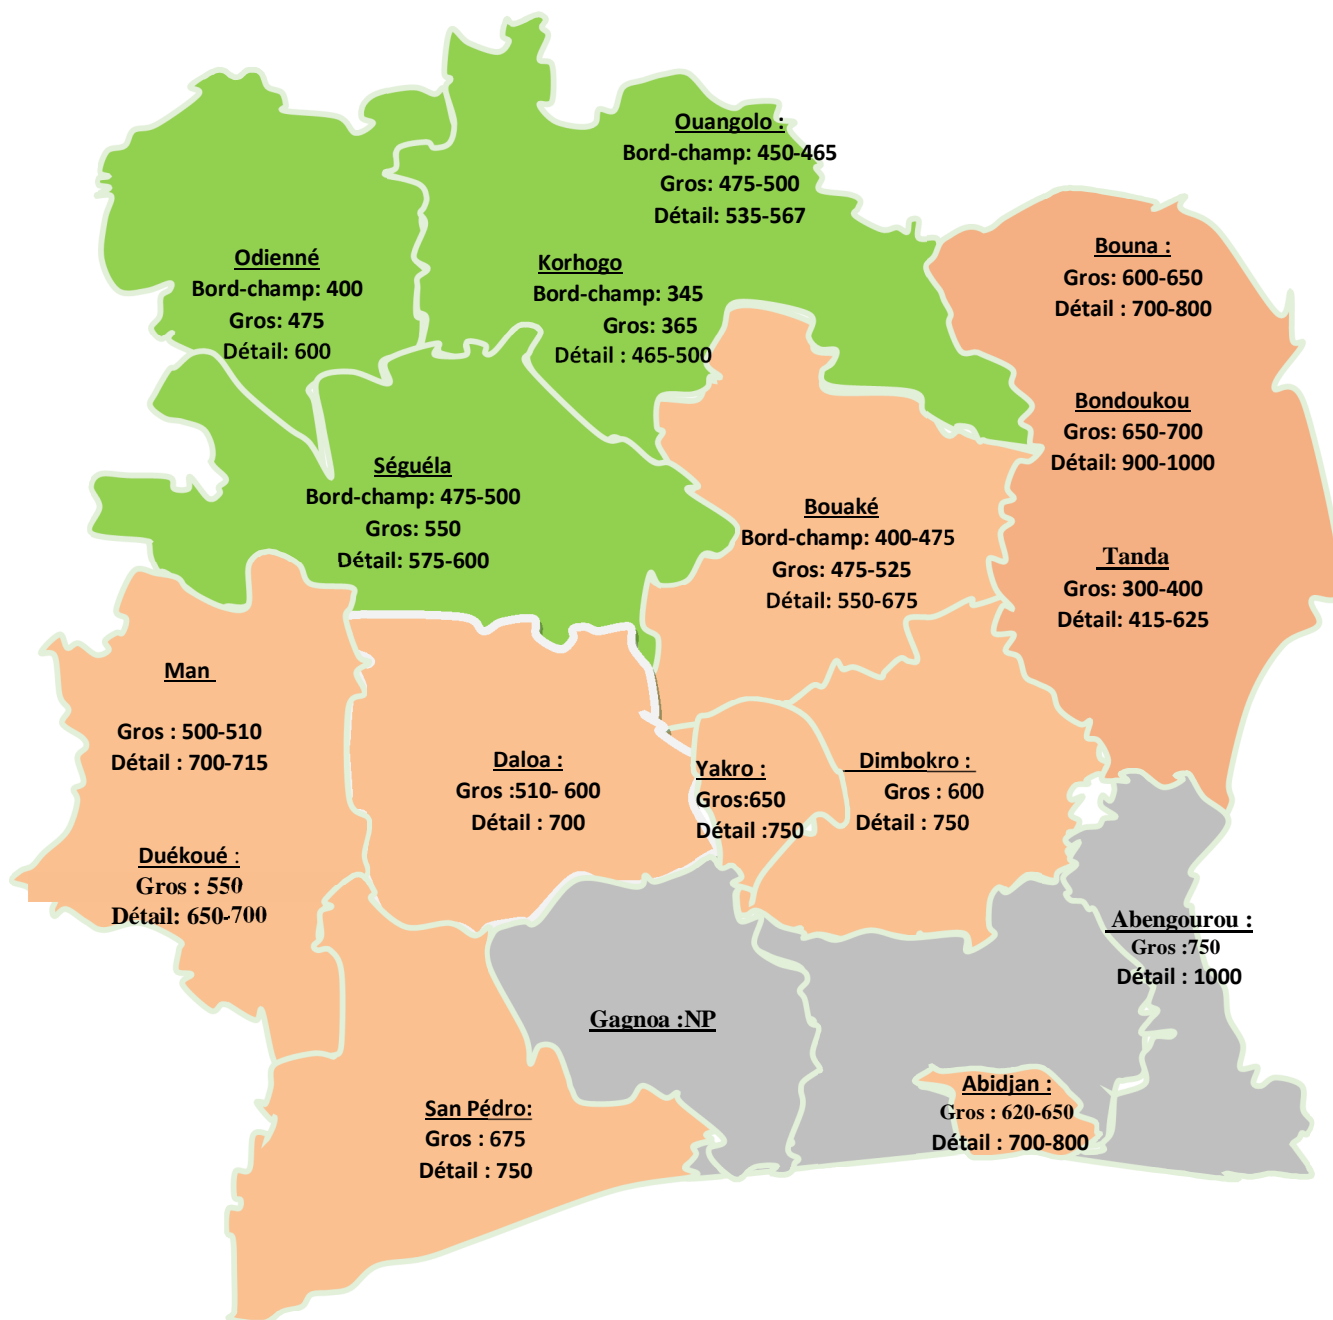 Ouangolo :
Bord-champ: 450-465
Gros: 475-500
Détail: 535-567
Odienné
Bord-champ: 400
Gros: 475
Détail: 600
Korhogo
Bord-champ: 345
Gros: 365
Détail : 465-500
Bouna :
Gros: 600-650
Détail : 700-800
Bondoukou
Gros: 650-700
Détail: 900-1000
Séguéla
Bord-champ: 475-500
Gros: 550
Détail: 575-600
Bouaké
Bord-champ: 400-475
Gros: 475-525
Détail: 550-675
Tanda
Gros: 300-400
Détail: 415-625
Man
Gros : 500-510
Détail : 700-715
Daloa :
Gros :510- 600
Détail : 700
Yakro :
Gros:650
Détail :750
Dimbokro :
Gros : 600
Détail : 750
Duékoué :
Gros : 550
Détail: 650-700
Abengourou :
Gros :750
Détail : 1000
Gagnoa :NP
San Pédro:
Gros : 675
Détail : 750
Abidjan :
Gros : 620-650
Détail : 700-800